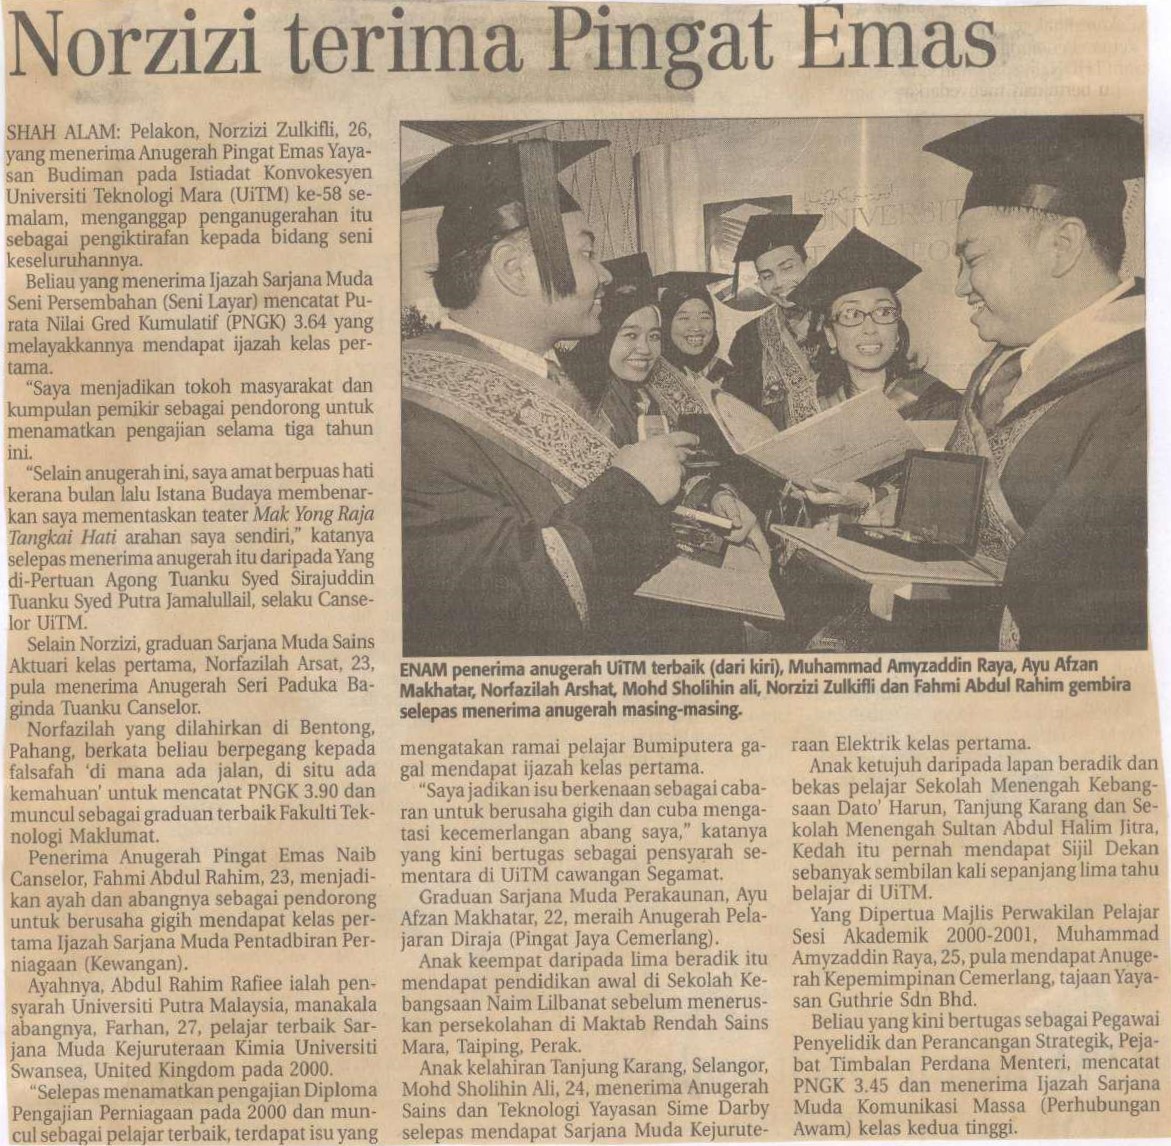 Norzizi terima Pingat Emas
SHAH ALAM: Pelakon, Norzizi Zulkifli, 26,
yang menerima Anugerah Pingat Emas Yaya-
san Budiman pada Istiadat Konvokesyen
Universiti Teknologi Mara (UiTM) ke-58 se-
malam, menganggap penganugerahan itu
sebagai pengiktirafan kepada bidang seni
keseluruhannya.
Beliau yang menerima Ijazah Sarjana Muda
Seni Persembahan (Seni Layar) mencatat Pu-
rata Nilai Gred Kumulatif (PNGK) 3.64 yang
melayakkannya mendapat ijazah kelas per-
tama.
“Saya menjadikan tokoh masyarakat dan
kumpulan pemikir sebagai pendorong untuk
menamatkan pengajian selama tiga tahun
ini.
“Selain anugerah ini, saya amat berpuas hati
kerana bulan lalu Istana Budaya membenar-
kan saya mementaskan teater Mak Yong Raja
Tangkai Hati arahan saya sendiri,” katanya
selepas menerima anugerah itu daripada Yang
di-Pertuan Agong Tuanku Syed Sirajuddin
Tuanku Syed Putra Jamalullail, selaku Canse-
lor UiTM.
Selain Norzizi, graduan Sarjana Muda Sains
Aktuari kelas pertama, Norfazilah Arsat, 23,
pula menerima Anugerah Seri Paduka Ba-
ginda Tuanku Canselor.
Norfazilah yang dilahirkan di Bentong,
Pahang, berkata beliau berpegang kepada
falsafah ‘di mana ada jalan, di situ ada
kemahuan’ untuk mencatat PNGK 3.90 dan
muncul sebagai graduan terbaik Fakulti Tek-
nologi Maklumat.
Penerima Anugerah Pingat Emas Naib
Canselor, Fahmi Abdul Rahim, 23, menjadi-
kan ayah dan abangnya sebagai pendorong
untuk berusaha gigih mendapat kelas per-
tama Ijazah Sarjana Muda Pentadbiran Per-
niagaan (Kewangan).
Ayahnya, Abdul Rahim Rafiee ialah pen-
syarah Universiti Putra Malaysia, manakala
abangnya, Farhan, 27, pelajar terbaik Sar-
jana Muda Kejuruteraan Kimia Universiti
Swansea, United Kingdom pada 2000.
“Selepas menamatkan pengajian Diploma
Pengajian Perniagaan pada 2000 dan mun-
cul sebagai pelajar terbaik, terdapat isu yang
UNIVERSIT
ENAM penerima anugerah UiTM terbaik (dari kiri), Muhammad Amyzaddin Raya, Ayu Afzan
Makhatar, Norfazilah Arshat, Mohd Sholihin ali, Norzizi Zulkifli dan Fahmi Abdul Rahim gembira
selepas menerima anugerah masing-masing.
mengatakan ramai pelajar Bumiputera ga-
gal mendapat ijazah kelas pertama.
“Saya jadikan isu berkenaan sebagai caba-
ran untuk berusaha gigih dan cuba menga-
tasi kecemerlangan abang saya,” katanya
yang kini bertugas sebagai pensyarah se-
mentara di UiTM cawangan Segamat.
Graduan Sarjana Muda Perakaunan, Ayu
Afzan Makhatar, 22, meraih Anugerah Pela-
jaran Diraja (Pingat Jaya Cemerlang).
Anak keempat daripada lima beradik itu
mendapat pendidikan awal di Sekolah Ke-
bangsaan Naim Lilbanat sebelum menerus-
kan persekolahan di Maktab Rendah Sains
Mara, Taiping, Perak.
Anak kelahiran Tanjung Karang, Selangor,
Mohd Sholihin Ali, 24, menerima Anugerah
Sains dan Teknologi Yayasan Sime Darby
selepas mendapat Sarjana Muda Kejurute-
raan Elektrik kelas pertama.
Anak ketujuh daripada lapan beradik dan
bekas pelajar Sekolah Menengah Kebang-
saan Dato’ Harun, Tanjung Karang dan Se-
kolah Menengah Sultan Abdul Halim Jitra,
Kedah itu pernah mendapat Sijil Dekan
sebanyak sembilan kali sepanjang lima tahu
belajar di UiTM.
Yang Dipertua Majlis Perwakilan Pelajar
Sesi Akademik 2000-2001, Muhammad
Amyzaddin Raya, 25, pula mendapat Anuge-
rah Kepemimpinan Cemerlang, tajaan Yaya-
san Guthrie Sdn Bhd.
Beliau yang kini bertugas sebagai Pegawai
Penyelidik dan Perancangan Strategik, Peja-
bat Timbalan Perdana Menteri, mencatat
PNGK 3.45 dan menerima Ijazah Sarjana
Muda Komunikasi Massa (Perhubungan
Awam) kelas kedua tinggi.